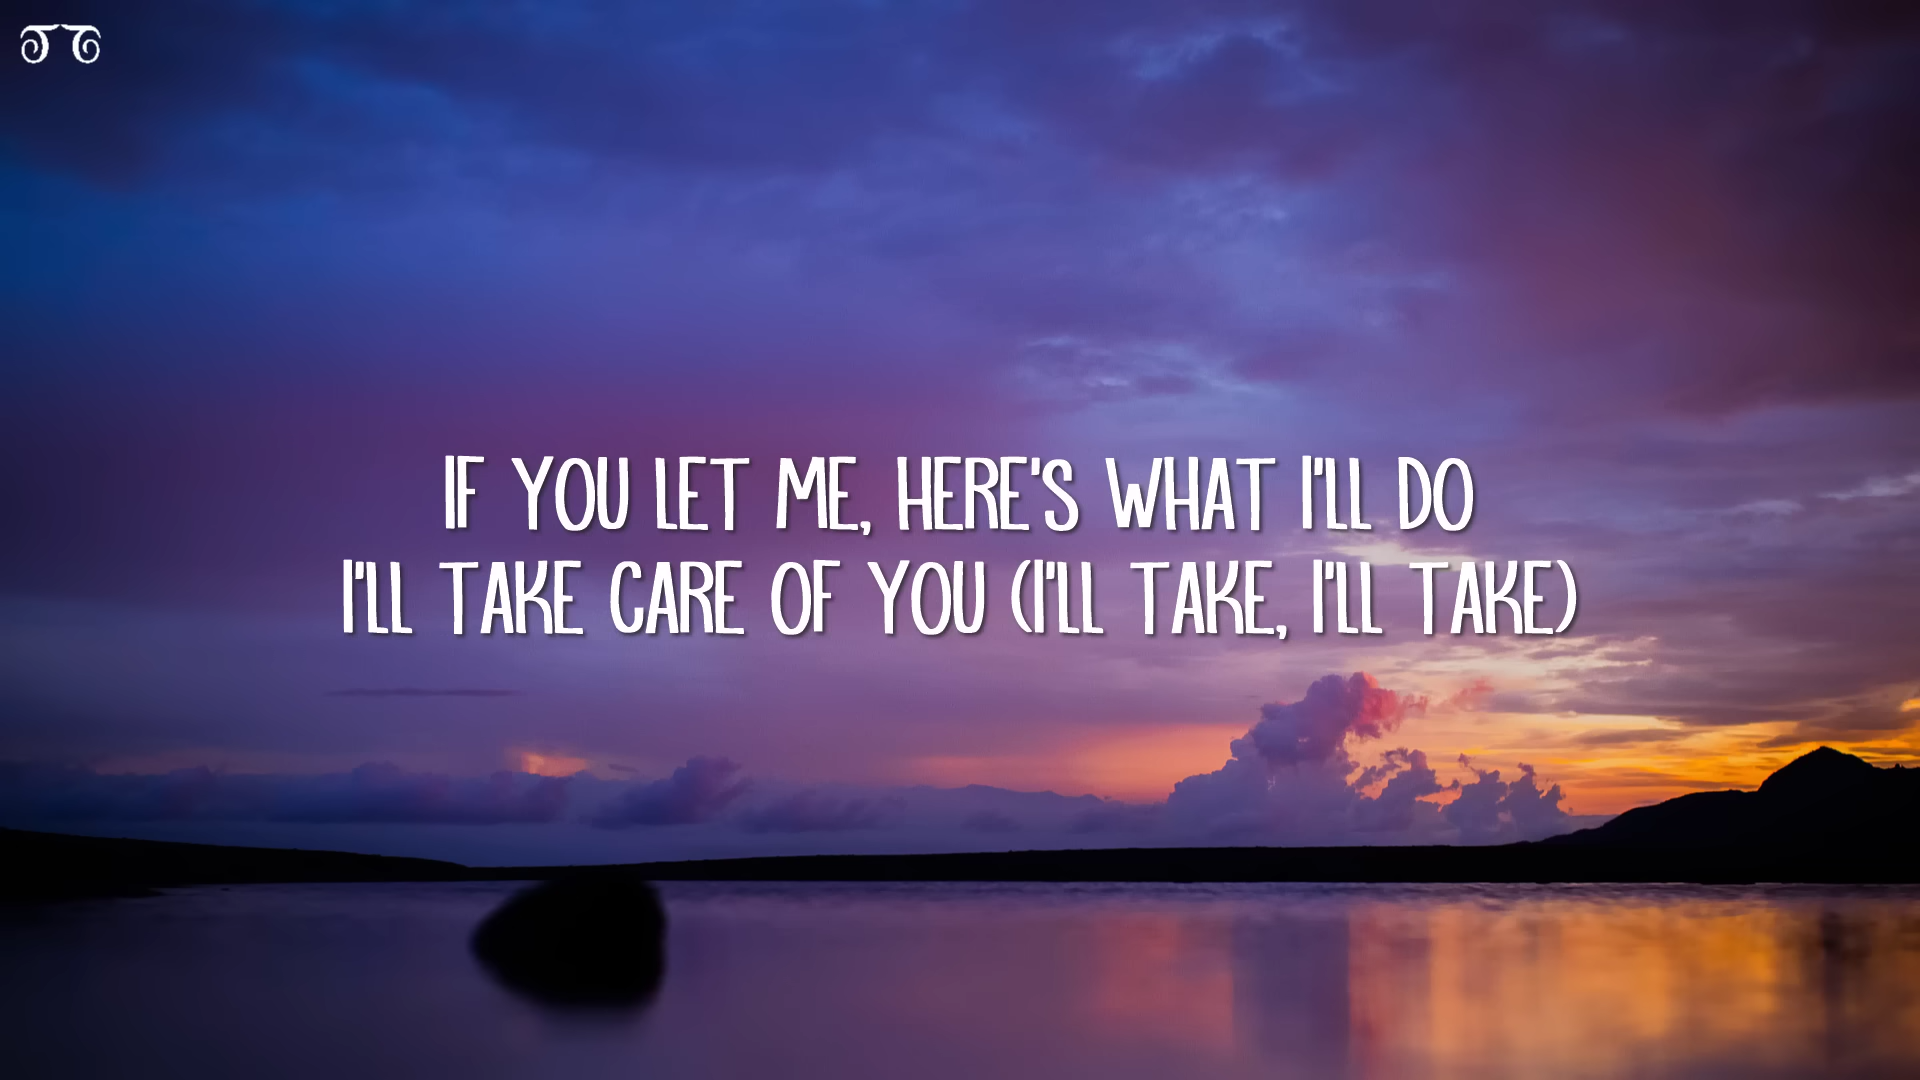 IF YOU LET ME, HERE'S WHAT I'LL DO
I'LL TAKE CARE OF YOU (I'LL TAKE, I'LL TAKE)